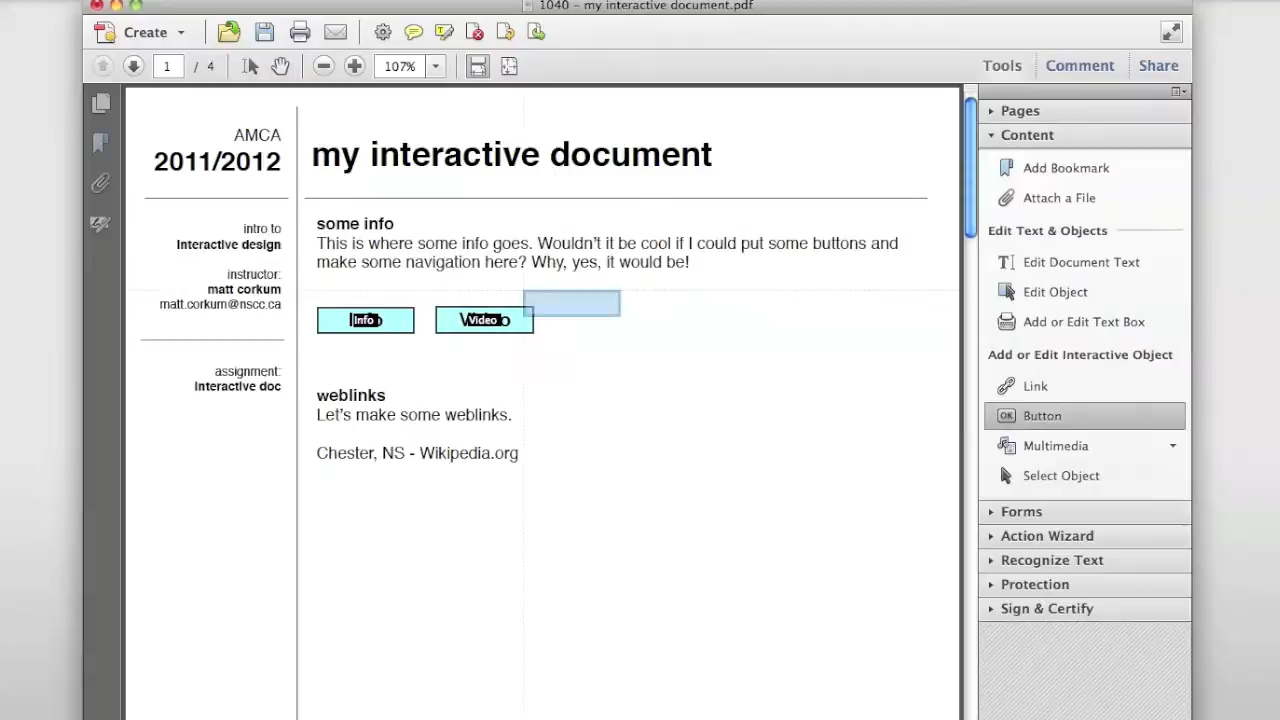 1040 – my interactive document.pdf
Create
1 / 4
107%
Tools
Comment
Share
AMCA
2011/2012
my interactive document
intro to
Interactive design
instructor:
matt corkum
matt.corkum@nscc.ca
assignment:
Interactive doc
some info
This is where some info goes. Wouldn't it be cool if I could put some buttons and
make some navigation here? Why, yes, it would be!
Info
Video
weblinks
Let's make some weblinks.
Chester, NS - Wikipedia.org
Pages
Content
Add Bookmark
Attach a File
Edit Text & Objects
Edit Document Text
Edit Object
Add or Edit Text Box
Add or Edit Interactive Object
Link
OK Button
Multimedia
Select Object
Forms
Action Wizard
Recognize Text
Protection
Sign & Certify